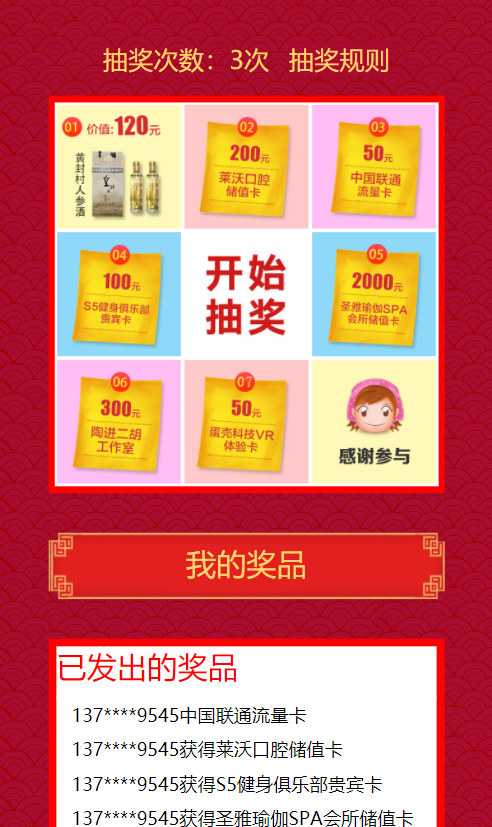 抽奖次数：3次 抽奖规则
01 价值:120元
黄封村人参酒
02
200元
莱沃口腔
储值卡
03
50元
中国联通
流量卡
04
100元
S5健身俱乐部
贵宾卡
开始
抽奖
05
2000元
圣雅瑜伽SPA
会所储值卡
06
300元
陶进二胡
工作室
07
50元
蛋壳科技VR
体验卡
感谢参与
我的奖品
已发出的奖品
137****9545中国联通流量卡
137****9545获得莱沃口腔储值卡
137****9545获得S5健身俱乐部贵宾卡
137****9545获得圣雅瑜伽SPA会所储值卡